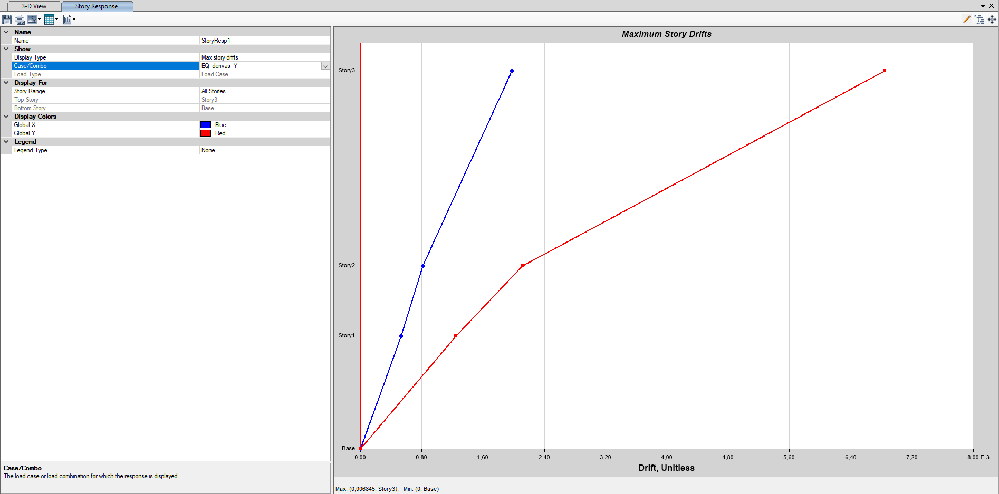 3-D View
Story Response
Name
Name StoryResp1
Show
Display Type Max story drifts
Case/Combo EQ_derivas_Y
Load Type Load Case
Display For
Story Range All Stories
Top Story Story3
Bottom Story Base
Display Colors
Global X Blue
Global Y Red
Legend
Legend Type None
Case/Combo
The load case or load combination for which the response is displayed.
Maximum Story Drifts
Story3
Story2
Story1
Base
0,00 0,80 1,60 2,40 3,20 4,00 4,80 5,60 6,40 7,20 8,00 E-3
Drift, Unitless
Max: (0,006845, Story3); Min: (0, Base)